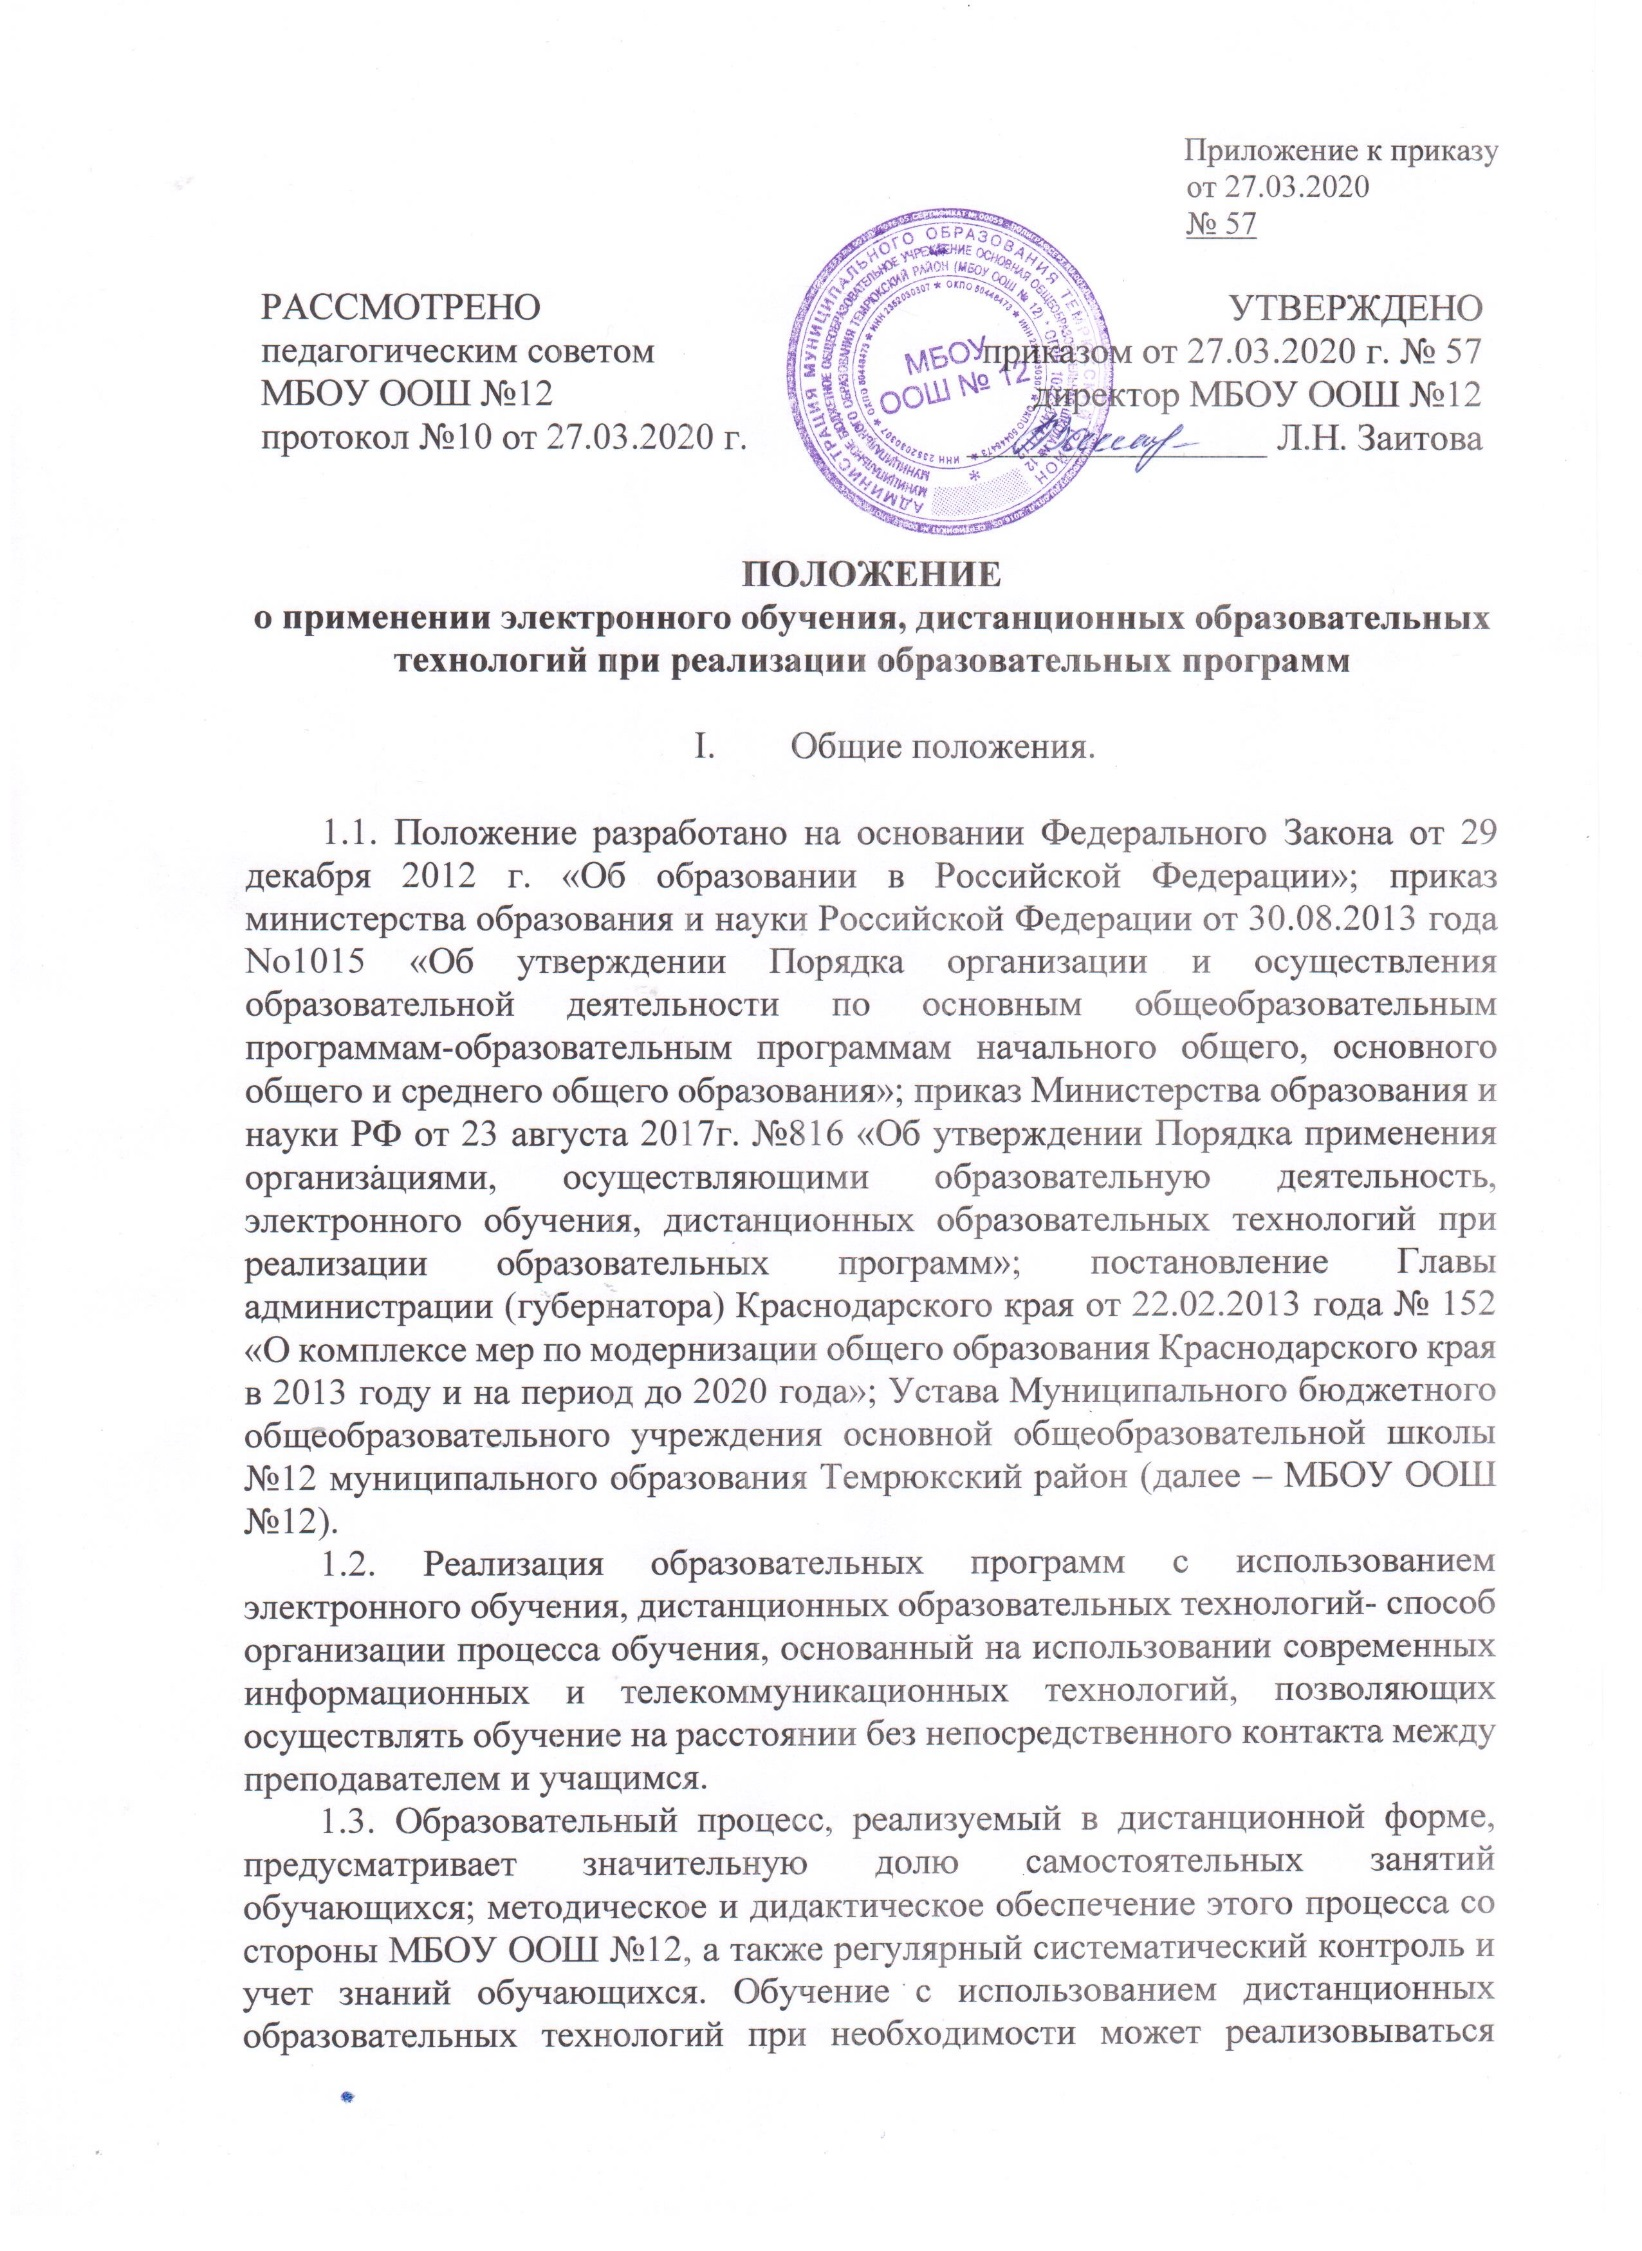 Приложение к приказу
от 27.03.2020
№ 57
РАССМОТРЕНО
педагогическим советом
МБОУ ООШ №12
протокол №10 от 27.03.2020 г.
УТВЕРЖДЕНО
приказом от 27.03.2020 г. № 57
директор МБОУ ООШ №12
Л.Н. Заитова
МБОУ
ООШ № 12
ПОЛОЖЕНИЕ
о применении электронного обучения, дистанционных образовательных
технологий при реализации образовательных программ
I. Общие положения.
1.1. Положение разработано на основании Федерального Закона от 29
декабря 2012 г. «Об образовании в Российской Федерации»; приказ
министерства образования и науки Российской Федерации от 30.08.2013 года
No1015 «Об утверждении Порядка организации и осуществления
образовательной деятельности по основным общеобразовательным
программам-образовательным программам начального общего, основного
общего и среднего общего образования»; приказ Министерства образования и
науки РФ от 23 августа 2017г. №816 «Об утверждении Порядка применения
организациями, осуществляющими образовательную деятельность,
электронного обучения, дистанционных образовательных технологий при
реализации образовательных программ»; постановление Главы
администрации (губернатора) Краснодарского края от 22.02.2013 года № 152
«О комплексе мер по модернизации общего образования Краснодарского края
в 2013 году и на период до 2020 года»; Устава Муниципального бюджетного
общеобразовательного учреждения основной общеобразовательной школы
№12 муниципального образования Темрюкский район (далее – МБОУ ООШ
№12).
1.2. Реализация образовательных программ с использованием
электронного обучения, дистанционных образовательных технологий- способ
организации процесса обучения, основанный на использовании современных
информационных и телекоммуникационных технологий, позволяющих
осуществлять обучение на расстоянии без непосредственного контакта между
преподавателем и учащимся.
1.3. Образовательный процесс, реализуемый в дистанционной форме,
предусматривает значительную долю самостоятельных занятий
обучающихся; методическое и дидактическое обеспечение этого процесса со
стороны МБОУ ООШ №12, а также регулярный систематический контроль и
учет знаний обучающихся. Обучение с использованием дистанционных
образовательных технологий при необходимости может реализовываться